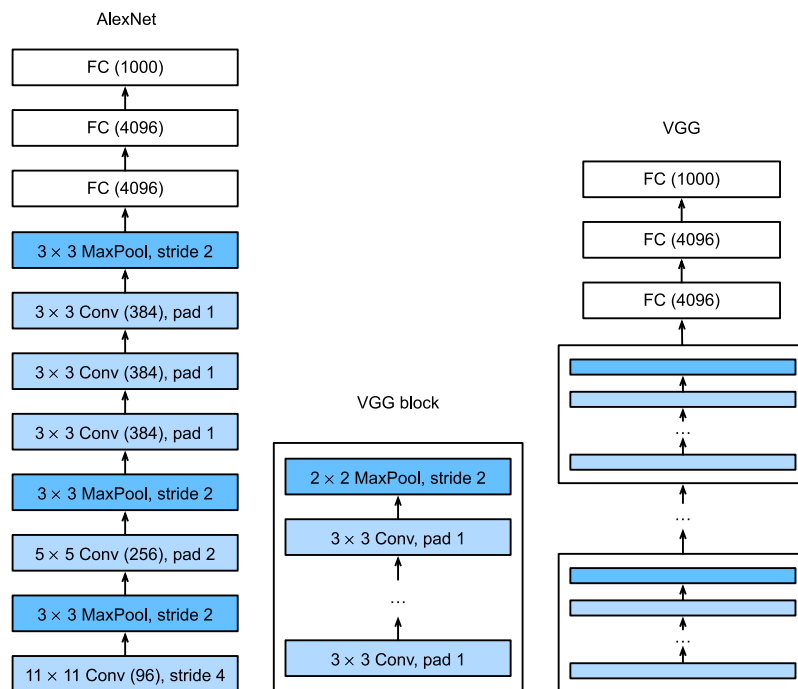 AlexNet
FC (1000)
FC (4096)
FC (4096)
3 × 3 MaxPool, stride 2
3 × 3 Conv (384), pad 1
3 × 3 Conv (384), pad 1
3 × 3 Conv (384), pad 1
3 × 3 MaxPool, stride 2
5 × 5 Conv (256), pad 2
3 × 3 MaxPool, stride 2
11 × 11 Conv (96), stride 4
VGG block
2 × 2 MaxPool, stride 2
3 × 3 Conv, pad 1
...
3 × 3 Conv, pad 1
VGG
FC (1000)
FC (4096)
FC (4096)
...
...
...